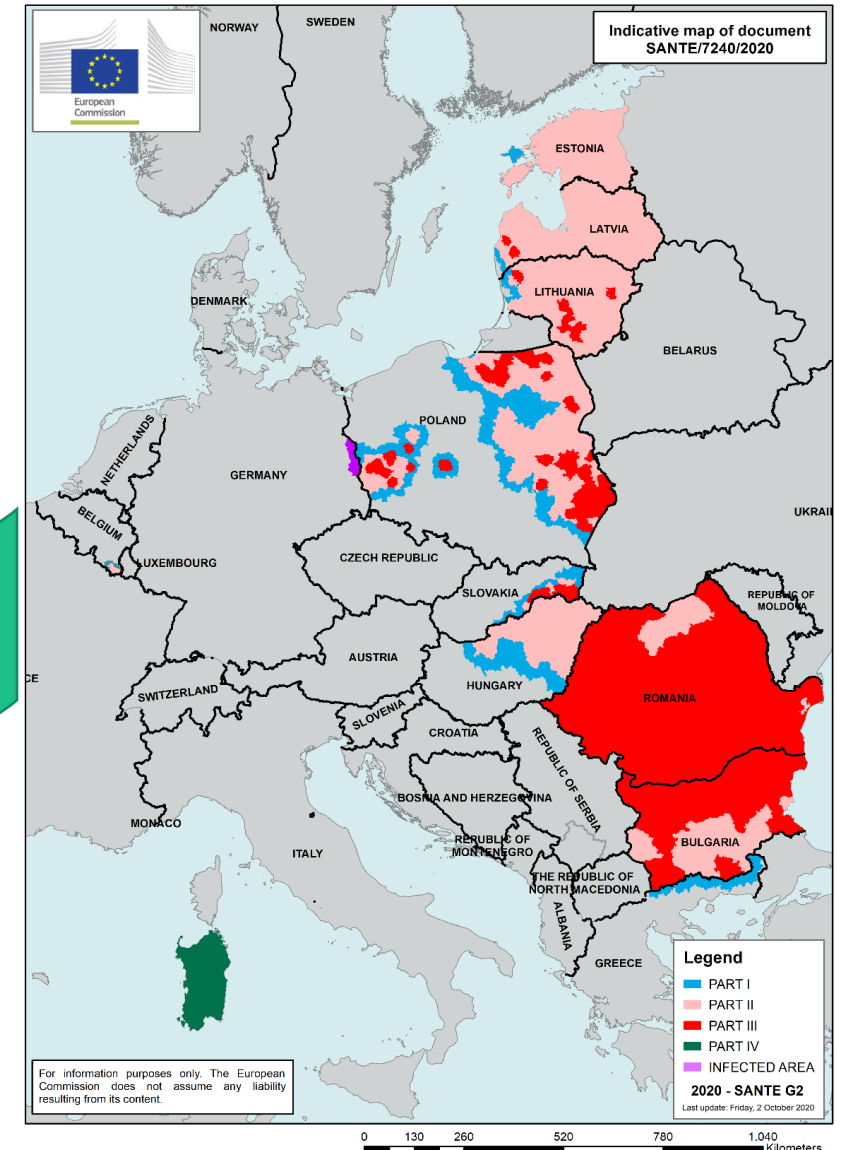 Indicative map of document
SANTE/7240/2020
European
Commission
NORWAY
SWEDEN
ESTONIA
LATVIA
LITHUANIA
DENMARK
BELARUS
POLAND
NETHERLANDS
GERMANY
BELGIUM
UKRAI
LUXEMBOURG
CZECH REPUBLIC
SLOVAKIA
REPUBLIC OF
MOLDOVA
AUSTRIA
CE
HUNGARY
SWITZERLAND
ROMANIA
SLOVENIA
CROATIA
REPUBLIC OF SERBIA
BOSNIA AND HERZEGOVINA
MONACO
REPUBLIC OF
MONTENEGRO
ITALY
BULGARIA
THE REPUBLIC OF
NORTH MACEDONIA
ALBANIA
GREECE
Legend
PART I
PART II
PART III
PART IV
INFECTED AREA
2020 - SANTE G2
Last update: Friday, 2 October 2020
For information purposes only. The European
Commission does not assume any liability
resulting from its content.
0 130 260 520 780 1.040
Kilometers